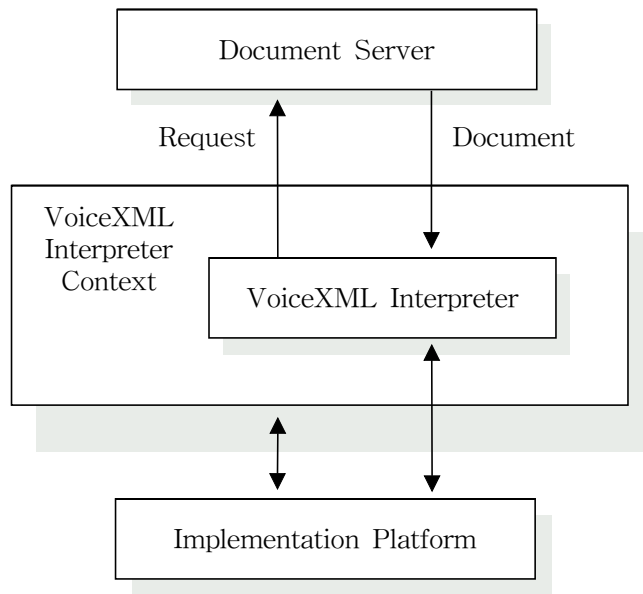 Document Server
Request
Document
VoiceXML
Interpreter
Context
VoiceXML Interpreter
Implementation Platform